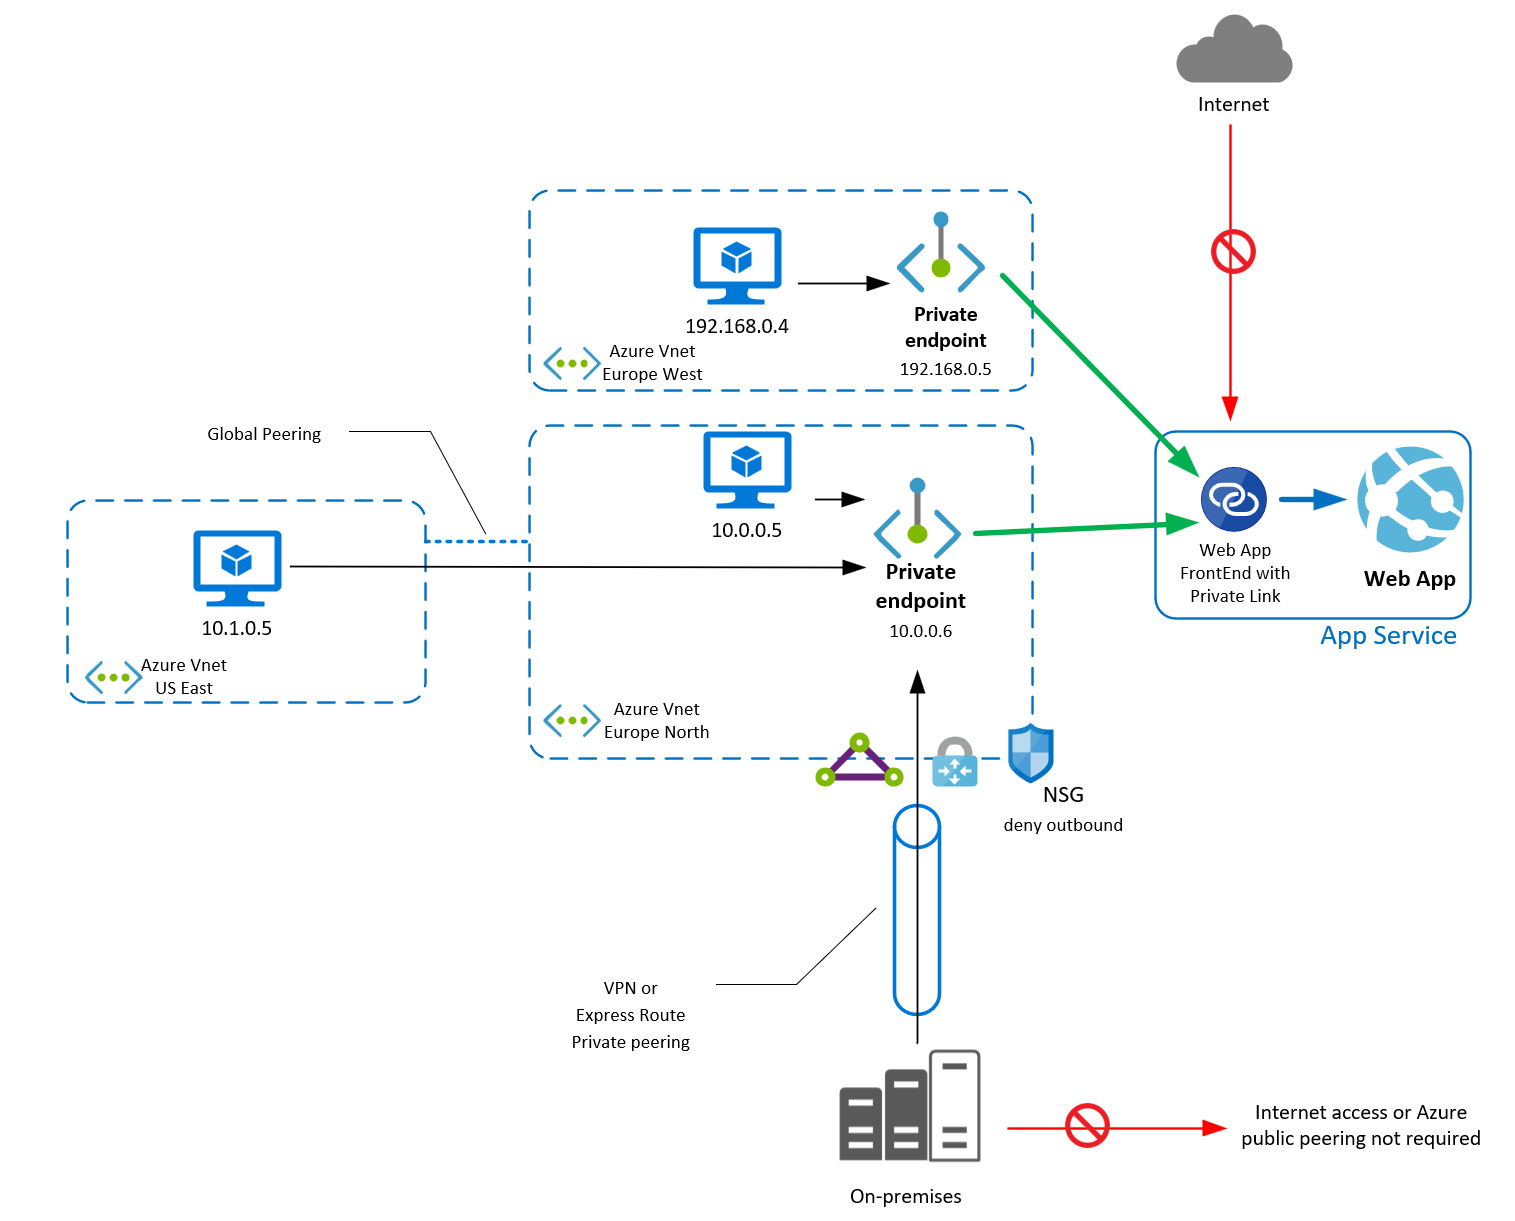 Internet
192.168.0.4
Private
endpoint
192.168.0.5
Azure Vnet
Europe West
Global Peering
10.0.0.5
Private
endpoint
10.0.0.6
10.1.0.5
Azure Vnet
US East
Azure Vnet
Europe North
Web App
FrontEnd with
Private Link
Web App
App Service
NSG
deny outbound
VPN or
Express Route
Private peering
Internet access or Azure
public peering not required
On-premises